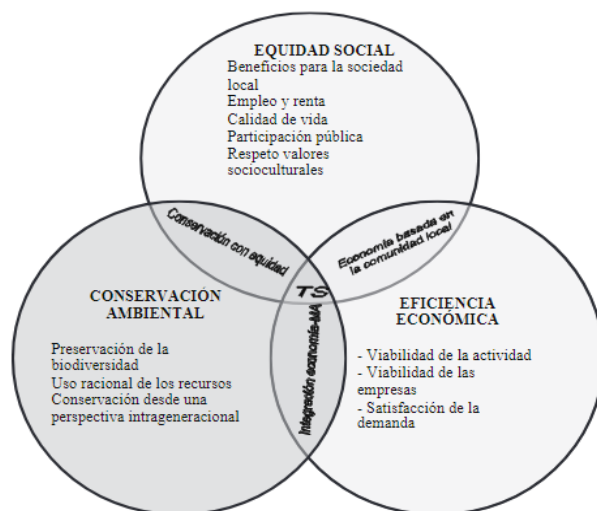 EQUIDAD SOCIAL
Beneficios para la sociedad
local
Empleo y renta
Calidad de vida
Participación pública
Respeto valores
socioculturales
Conservación con equidad
Economía basada en
la comunidad local
TS
Integración economía-MA
CONSERVACIÓN
AMBIENTAL
Preservación de la
biodiversidad
Uso racional de los recursos
Conservación desde una
perspectiva intrageneracional
EFICIENCIA
ECONÓMICA
- Viabilidad de la actividad
- Viabilidad de las
empresas
- Satisfacción de la
demanda